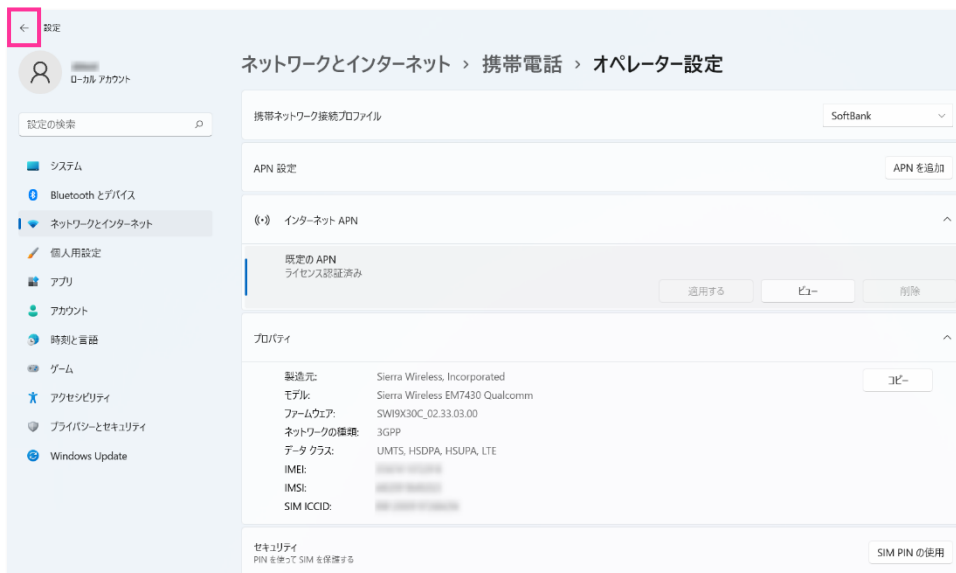 設定
ローカル アカウント
設定の検索
システム
Bluetooth とデバイス
ネットワークとインターネット
個人用設定
アプリ
アカウント
時刻と言語
ゲーム
アクセシビリティ
プライバシーとセキュリティ
Windows Update
ネットワークとインターネット › 携帯電話 › オペレーター設定
携帯ネットワーク接続プロファイル SoftBank
APN 設定 APN を追加
インターネット APN
既定の APN
ライセンス認証済み
適用する ビュー 削除
プロパティ
製造元: Sierra Wireless, Incorporated コピー
モデル: Sierra Wireless EM7430 Qualcomm
ファームウェア: SWI9X30C_02.33.03.00
ネットワークの種類: 3GPP
データ クラス: UMTS, HSDPA, HSUPA, LTE
IMEI:
IMSI:
SIM ICCID:
セキュリティ SIM PIN の使用
PIN を使って SIM を保護する